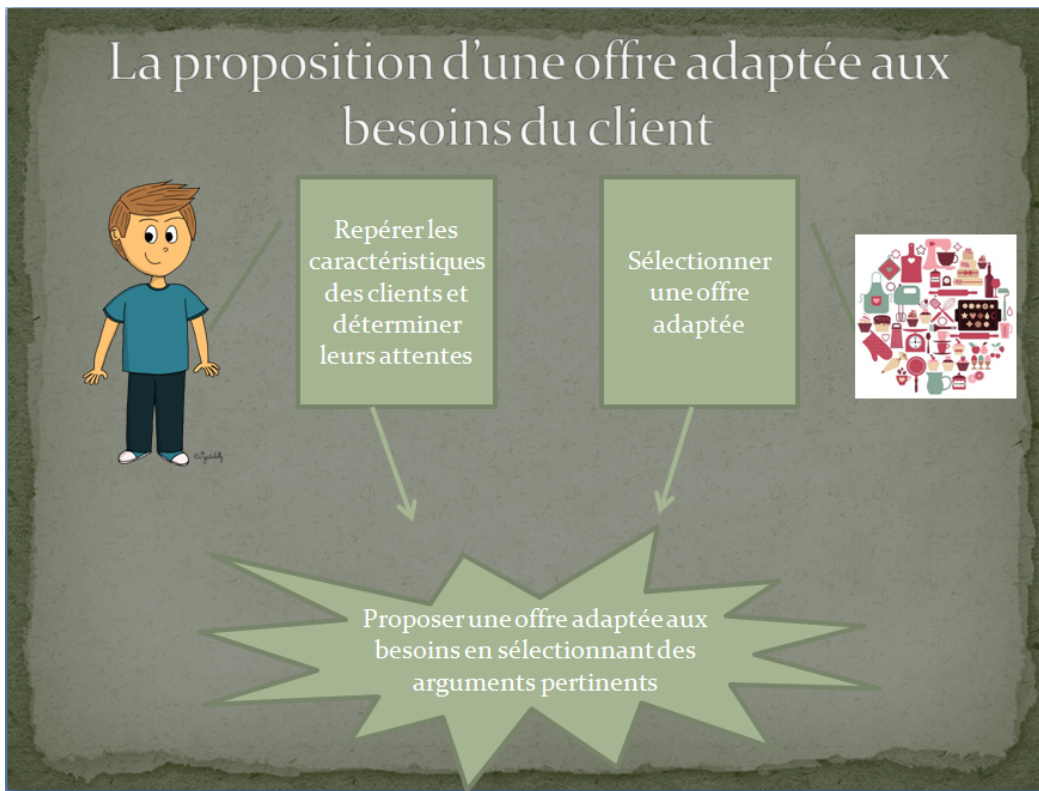 La proposition d'une offre adaptée aux
besoins du client
Repérer les
caractéristiques
des clients et
déterminer
leurs attentes
Sélectionner
une offre
adaptée
Proposer une offre adaptée aux
besoins en sélectionnant des
arguments pertinents